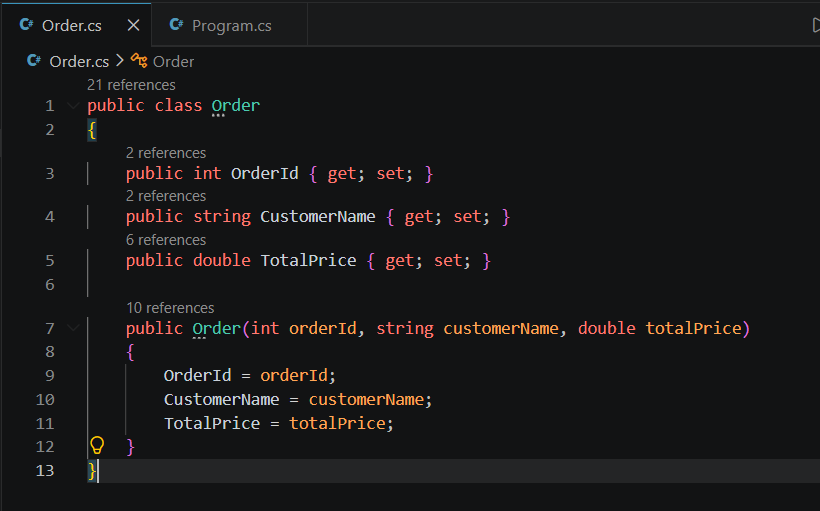 C# Order.cs × C# Program.cs
C# Order.cs > Order
21 references
1 public class Order
2 {
2 references
3 public int OrderId { get; set; }
2 references
4 public string CustomerName { get; set; }
6 references
5 public double TotalPrice { get; set; }
6
10 references
7 public Order(int orderId, string customerName, double totalPrice)
8 {
9 OrderId = orderId;
10 CustomerName = customerName;
11 TotalPrice = totalPrice;
12 }
13 }